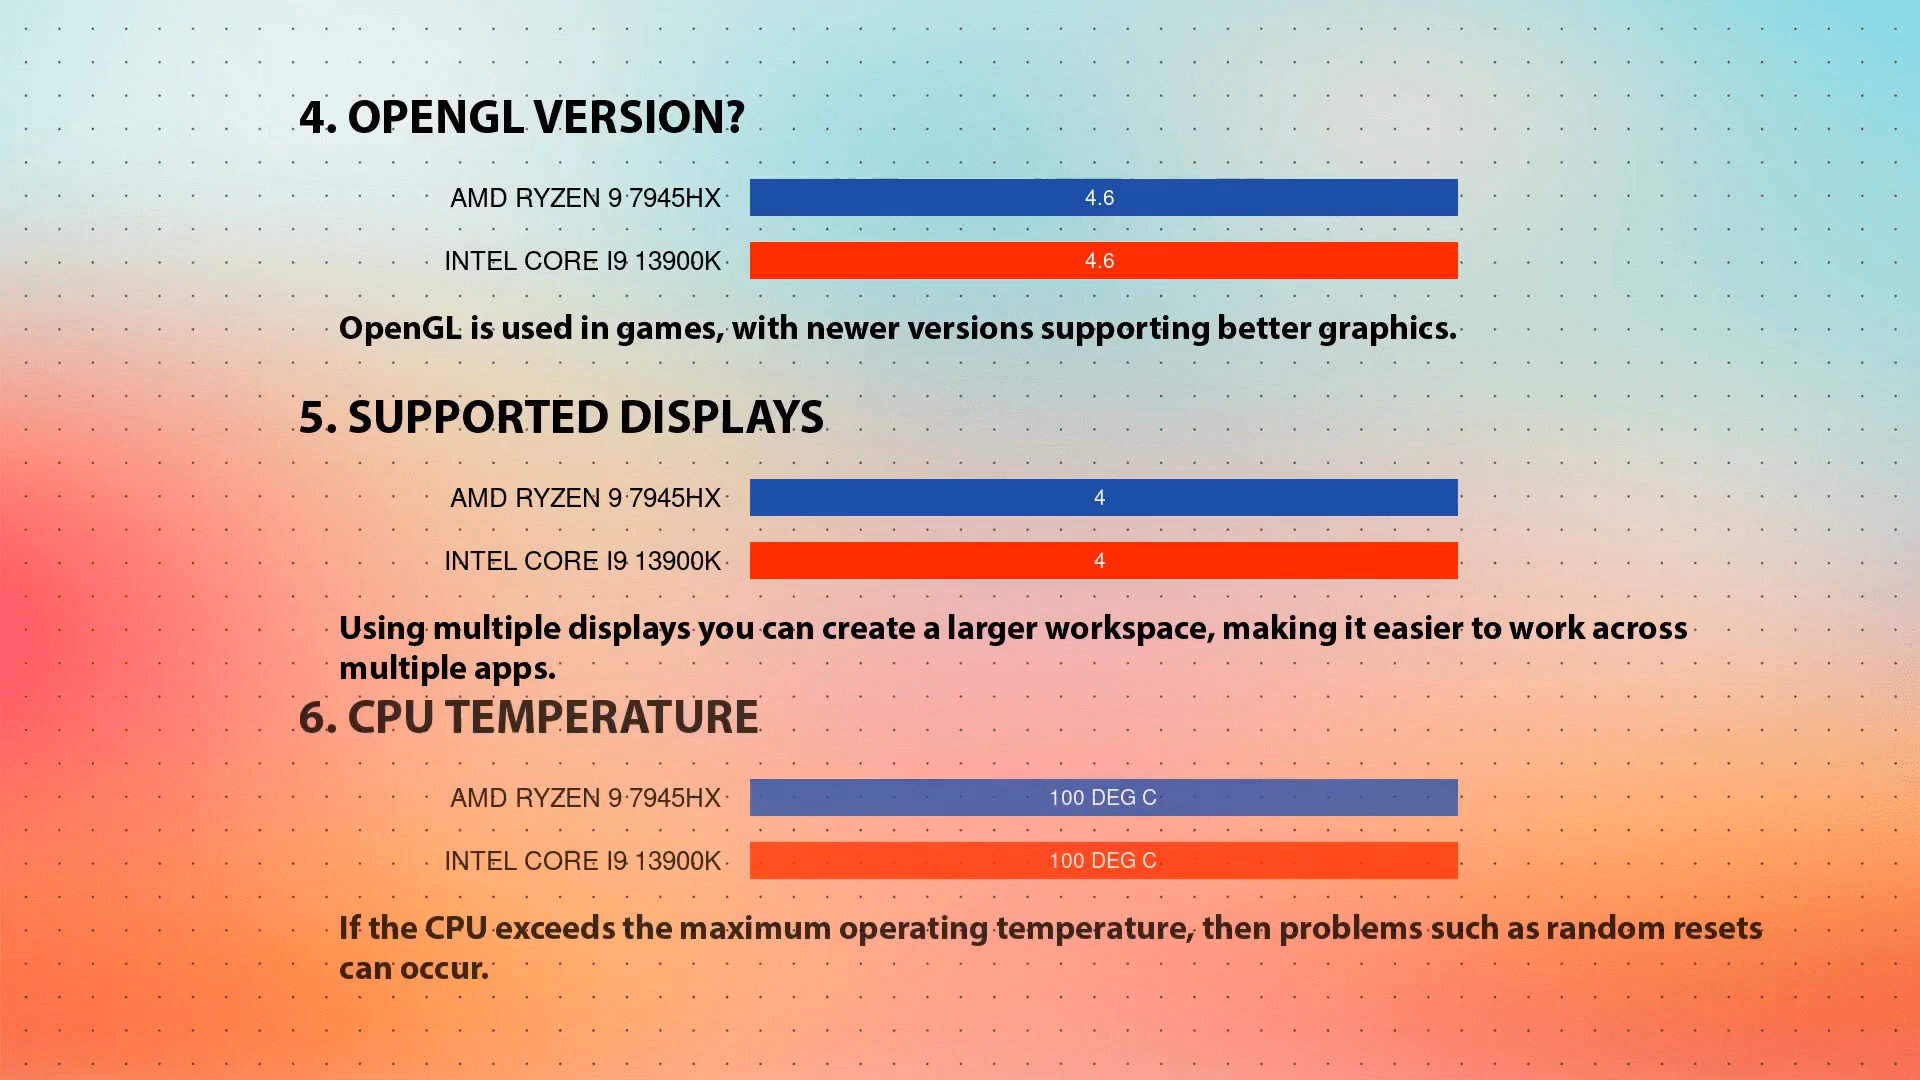 4. OPENGL VERSION?
AMD RYZEN 9 7945HX
4.6
INTEL CORE I9 13900K
4.6
OpenGL is used in games, with newer versions supporting better graphics.
5. SUPPORTED DISPLAYS
AMD RYZEN 9 7945HX
4
INTEL CORE I9 13900K
4
Using multiple displays you can create a larger workspace, making it easier to work across
multiple apps.
6. CPU TEMPERATURE
AMD RYZEN 9 7945HX
100 DEG C
INTEL CORE I9 13900K
100 DEG C
If the CPU exceeds the maximum operating temperature, then problems such as random resets
can occur.